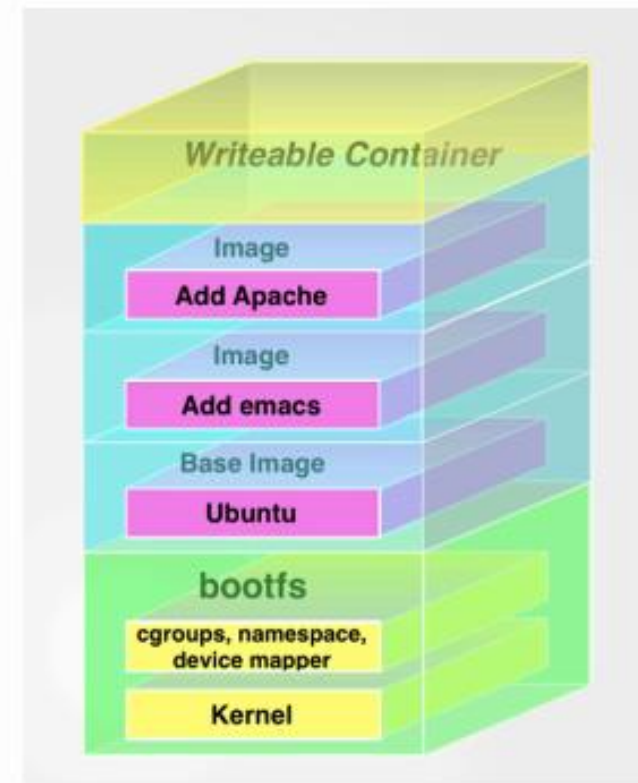 Writeable Container
Image
Add Apache
Image
Add emacs
Base Image
Ubuntu
bootfs
cgroups, namespace,
device mapper
Kernel